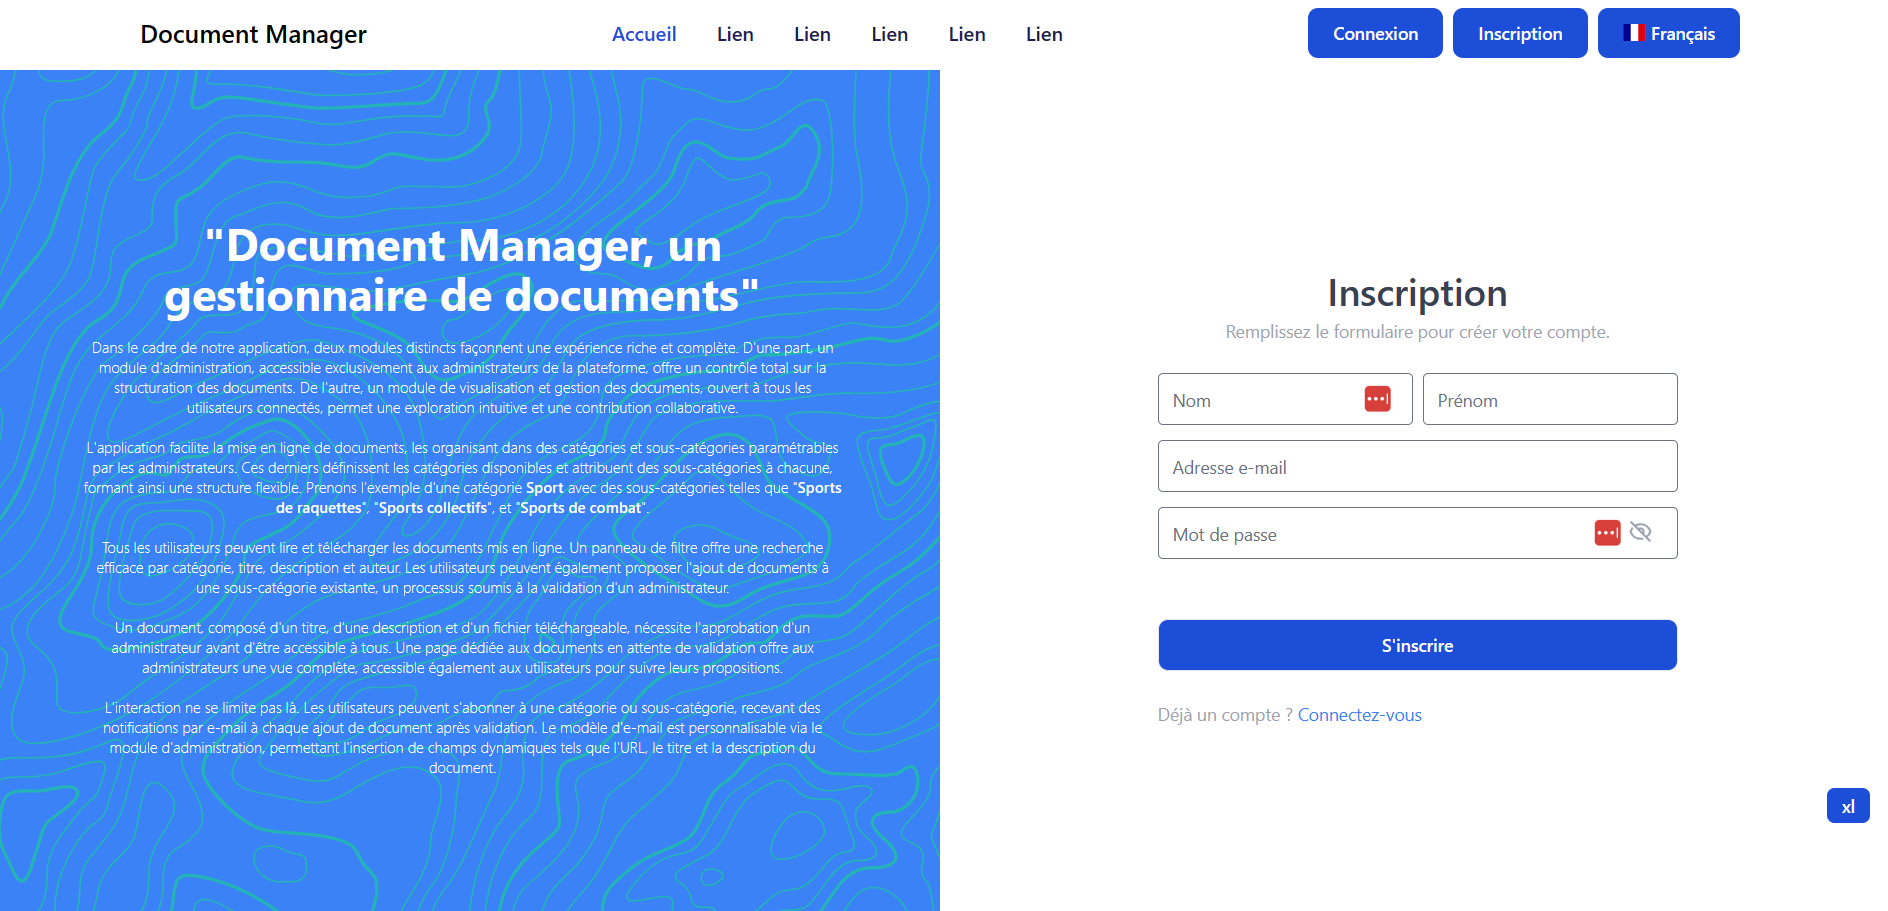 Document Manager
Accueil
Lien
Lien
Lien
Lien
Lien
Connexion
Inscription
Français
"Document Manager, un
gestionnaire de documents"
Dans le cadre de notre application, deux modules distincts façonnent une expérience riche et complète. D'une part, un
module d'administration, accessible exclusivement aux administrateurs de la plateforme, offre un contrôle total sur la
structuration des documents. De l'autre, un module de visualisation et gestion des documents, ouvert à tous les
utilisateurs connectés, permet une exploration intuitive et une contribution collaborative.
L'application facilite la mise en ligne de documents, les organisant dans des catégories et sous-catégories paramétrables
par les administrateurs. Ces derniers définissent les catégories disponibles et attribuent des sous-catégories à chacune,
formant ainsi une structure flexible. Prenons l'exemple d'une catégorie Sport avec des sous-catégories telles que "Sports
de raquettes", "Sports collectifs", et "Sports de combat".
Tous les utilisateurs peuvent lire et télécharger les documents mis en ligne. Un panneau de filtre offre une recherche
efficace par catégorie, titre, description et auteur. Les utilisateurs peuvent également proposer l'ajout de documents à
une sous-catégorie existante, un processus soumis à la validation d'un administrateur.
Un document, composé d'un titre, d'une description et d'un fichier téléchargeable, nécessite l'approbation d'un
administrateur avant d'être accessible à tous. Une page dédiée aux documents en attente de validation offre aux
administrateurs une vue complète, accessible également aux utilisateurs pour suivre leurs propositions.
L'interaction ne se limite pas là. Les utilisateurs peuvent s'abonner à une catégorie ou sous-catégorie, recevant des
notifications par e-mail à chaque ajout de document après validation. Le modèle d'e-mail est personnalisable via le
module d'administration, permettant l'insertion de champs dynamiques tels que l'URL, le titre et la description du
document.
Inscription
Remplissez le formulaire pour créer votre compte.
Nom
Prénom
Adresse e-mail
Mot de passe
S'inscrire
Déjà un compte ? Connectez-vous
xl